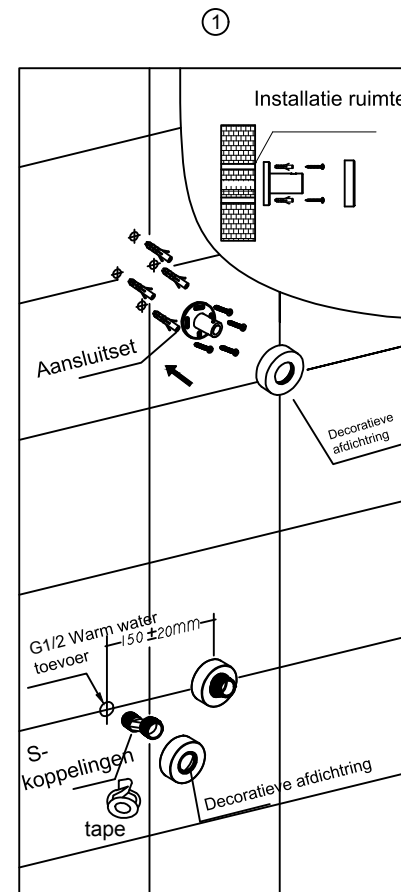 1
Installatie ruimte
Aansluitset
Decoratieve
afdichtring
G1/2 Warm water
toevoer
150±20mm
S-
koppelingen
Decoratieve afdichtring
tape